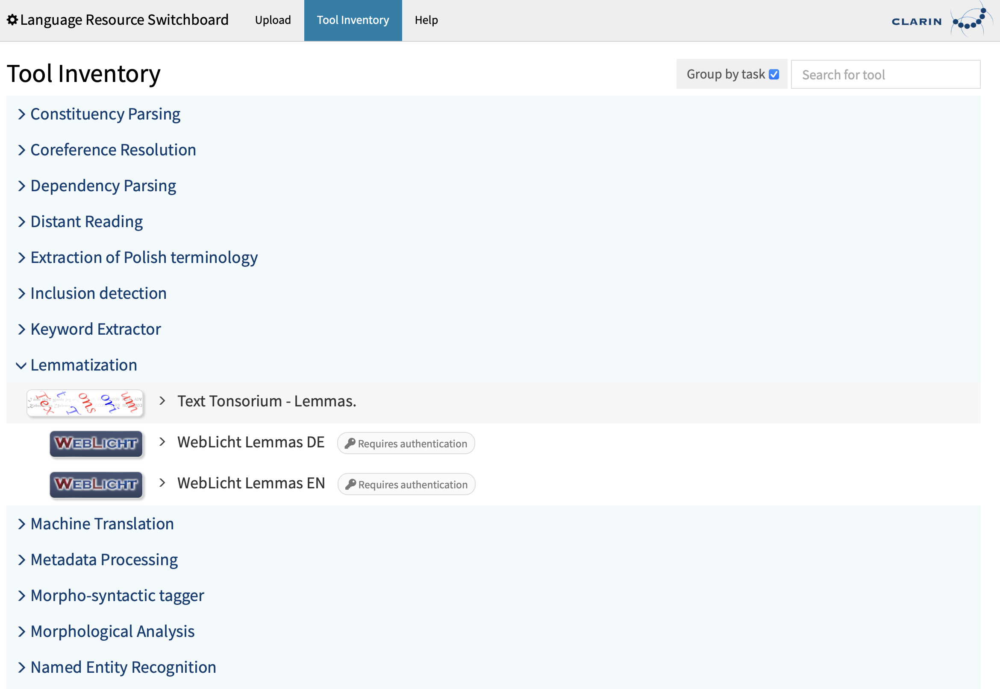 Language Resource Switchboard Upload Tool Inventory Help CLARIN
Tool Inventory Group by task Search for tool
Constituency Parsing
Coreference Resolution
Dependency Parsing
Distant Reading
Extraction of Polish terminology
Inclusion detection
Keyword Extractor
Lemmatization
Text Tonsorium Text Tonsorium - Lemmas.
WEBLICHT WebLicht Lemmas DE Requires authentication
WEBLICHT WebLicht Lemmas EN Requires authentication
Machine Translation
Metadata Processing
Morpho-syntactic tagger
Morphological Analysis
Named Entity Recognition